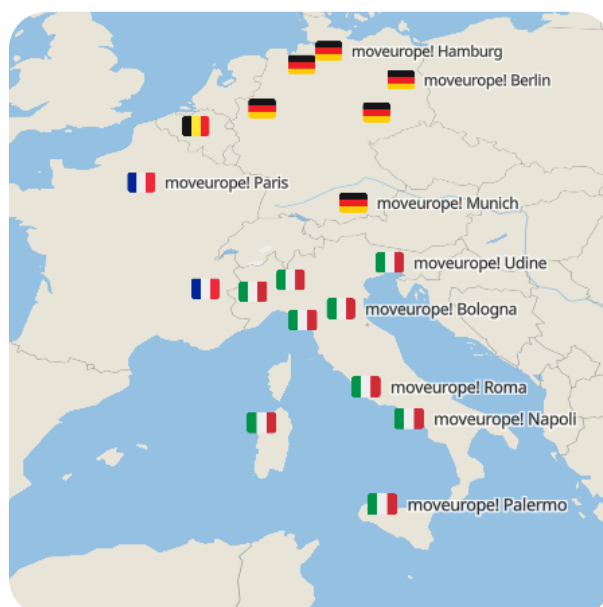 moveurope! Hamburg
moveurope! Berlin
moveurope! Paris
moveurope! Munich
moveurope! Udine
moveurope! Bologna
moveurope! Roma
moveurope! Napoli
moveurope! Palermo